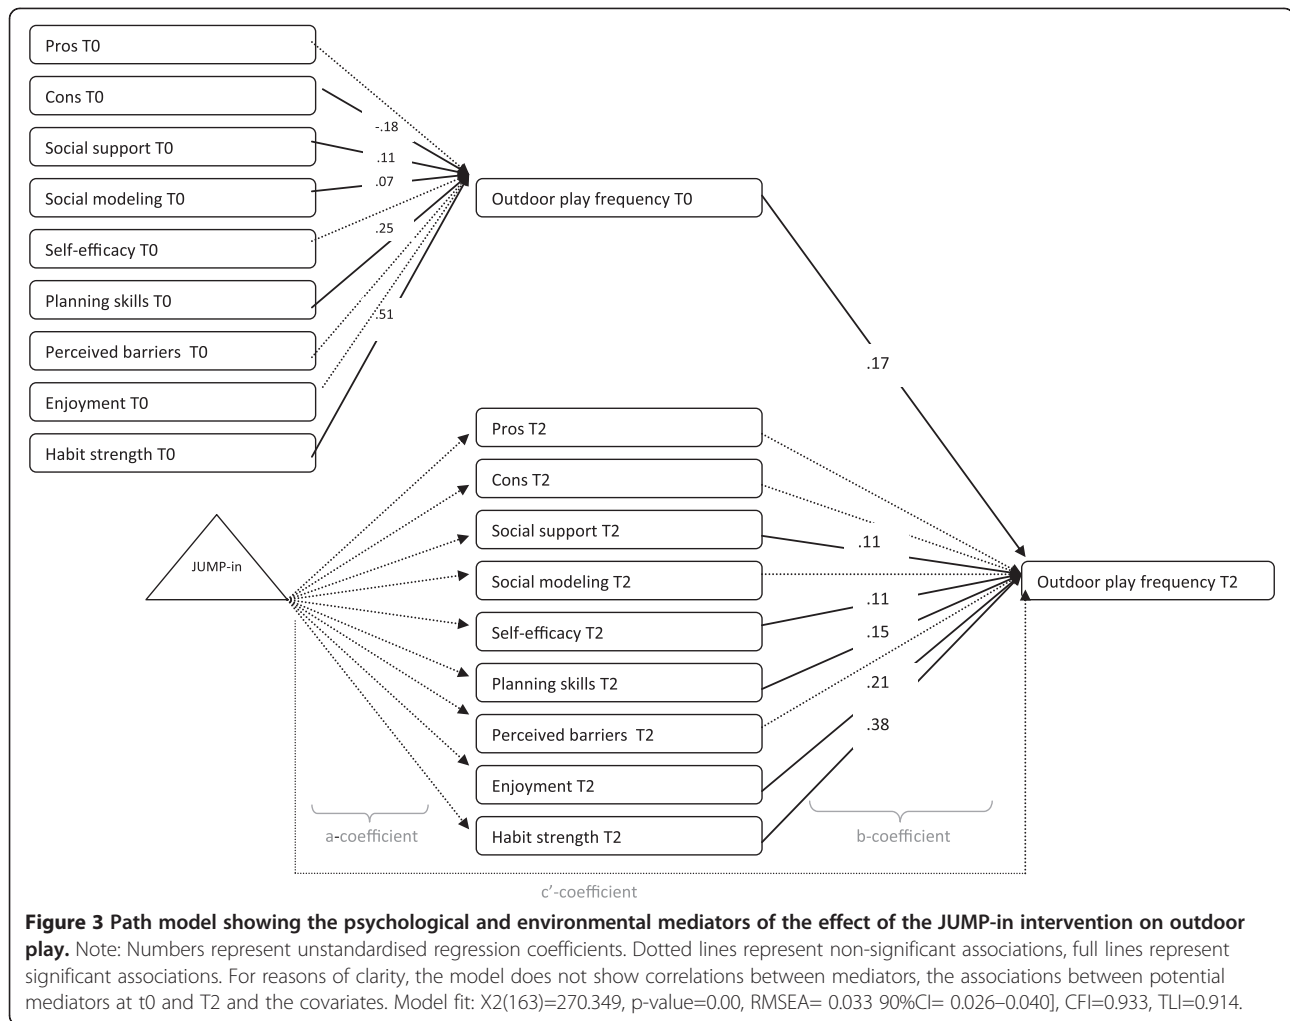 Pros T0
Cons T0
Social support T0
Social modeling T0
Self-efficacy T0
Planning skills T0
Perceived barriers T0
Enjoyment T0
Habit strength T0
-.18
.11
.07
.25
.51
Outdoor play frequency T0
.17
JUMP-in
Pros T2
Cons T2
Social support T2
Social modeling T2
Self-efficacy T2
Planning skills T2
Perceived barriers T2
Enjoyment T2
Habit strength T2
.11
.11
.15
.21
.38
Outdoor play frequency T2
a-coefficient
b-coefficient
c'-coefficient
Figure 3 Path model showing the psychological and environmental mediators of the effect of the JUMP-in intervention on outdoor
play. Note: Numbers represent unstandardised regression coefficients. Dotted lines represent non-significant associations, full lines represent
significant associations. For reasons of clarity, the model does not show correlations between mediators, the associations between potential
mediators at t0 and T2 and the covariates. Model fit: X2(163)=270.349, p-value=0.00, RMSEA= 0.033 90%CI= 0.026–0.040], CFI=0.933, TLI=0.914.